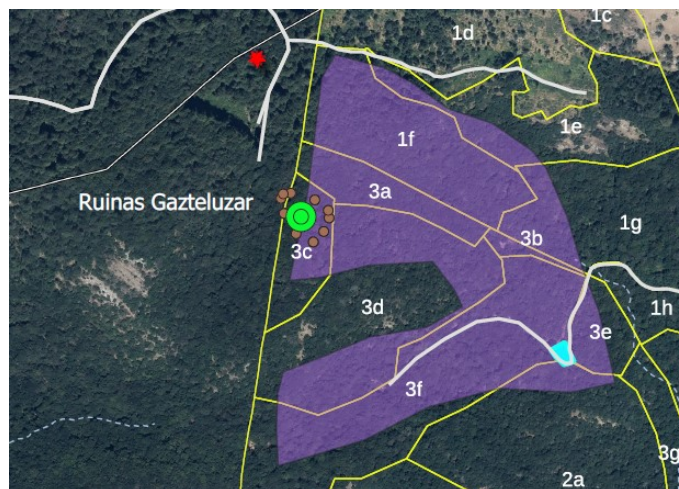 1c
1d
1e
1f
3a
Ruinas Gazteluzar
1g
3b
3c
3d
1h
3e
3f
3g
2a